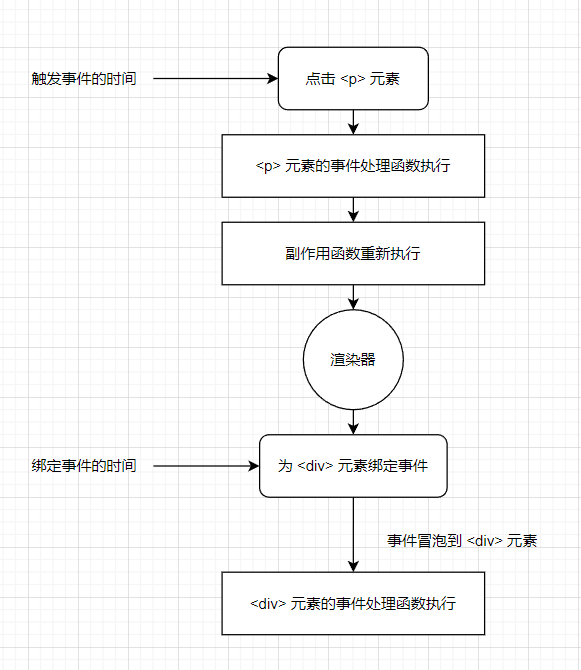 触发事件的时间
点击 <p> 元素
<p> 元素的事件处理函数执行
副作用函数重新执行
渲染器
绑定事件的时间
为 <div> 元素绑定事件
事件冒泡到 <div> 元素
<div> 元素的事件处理函数执行